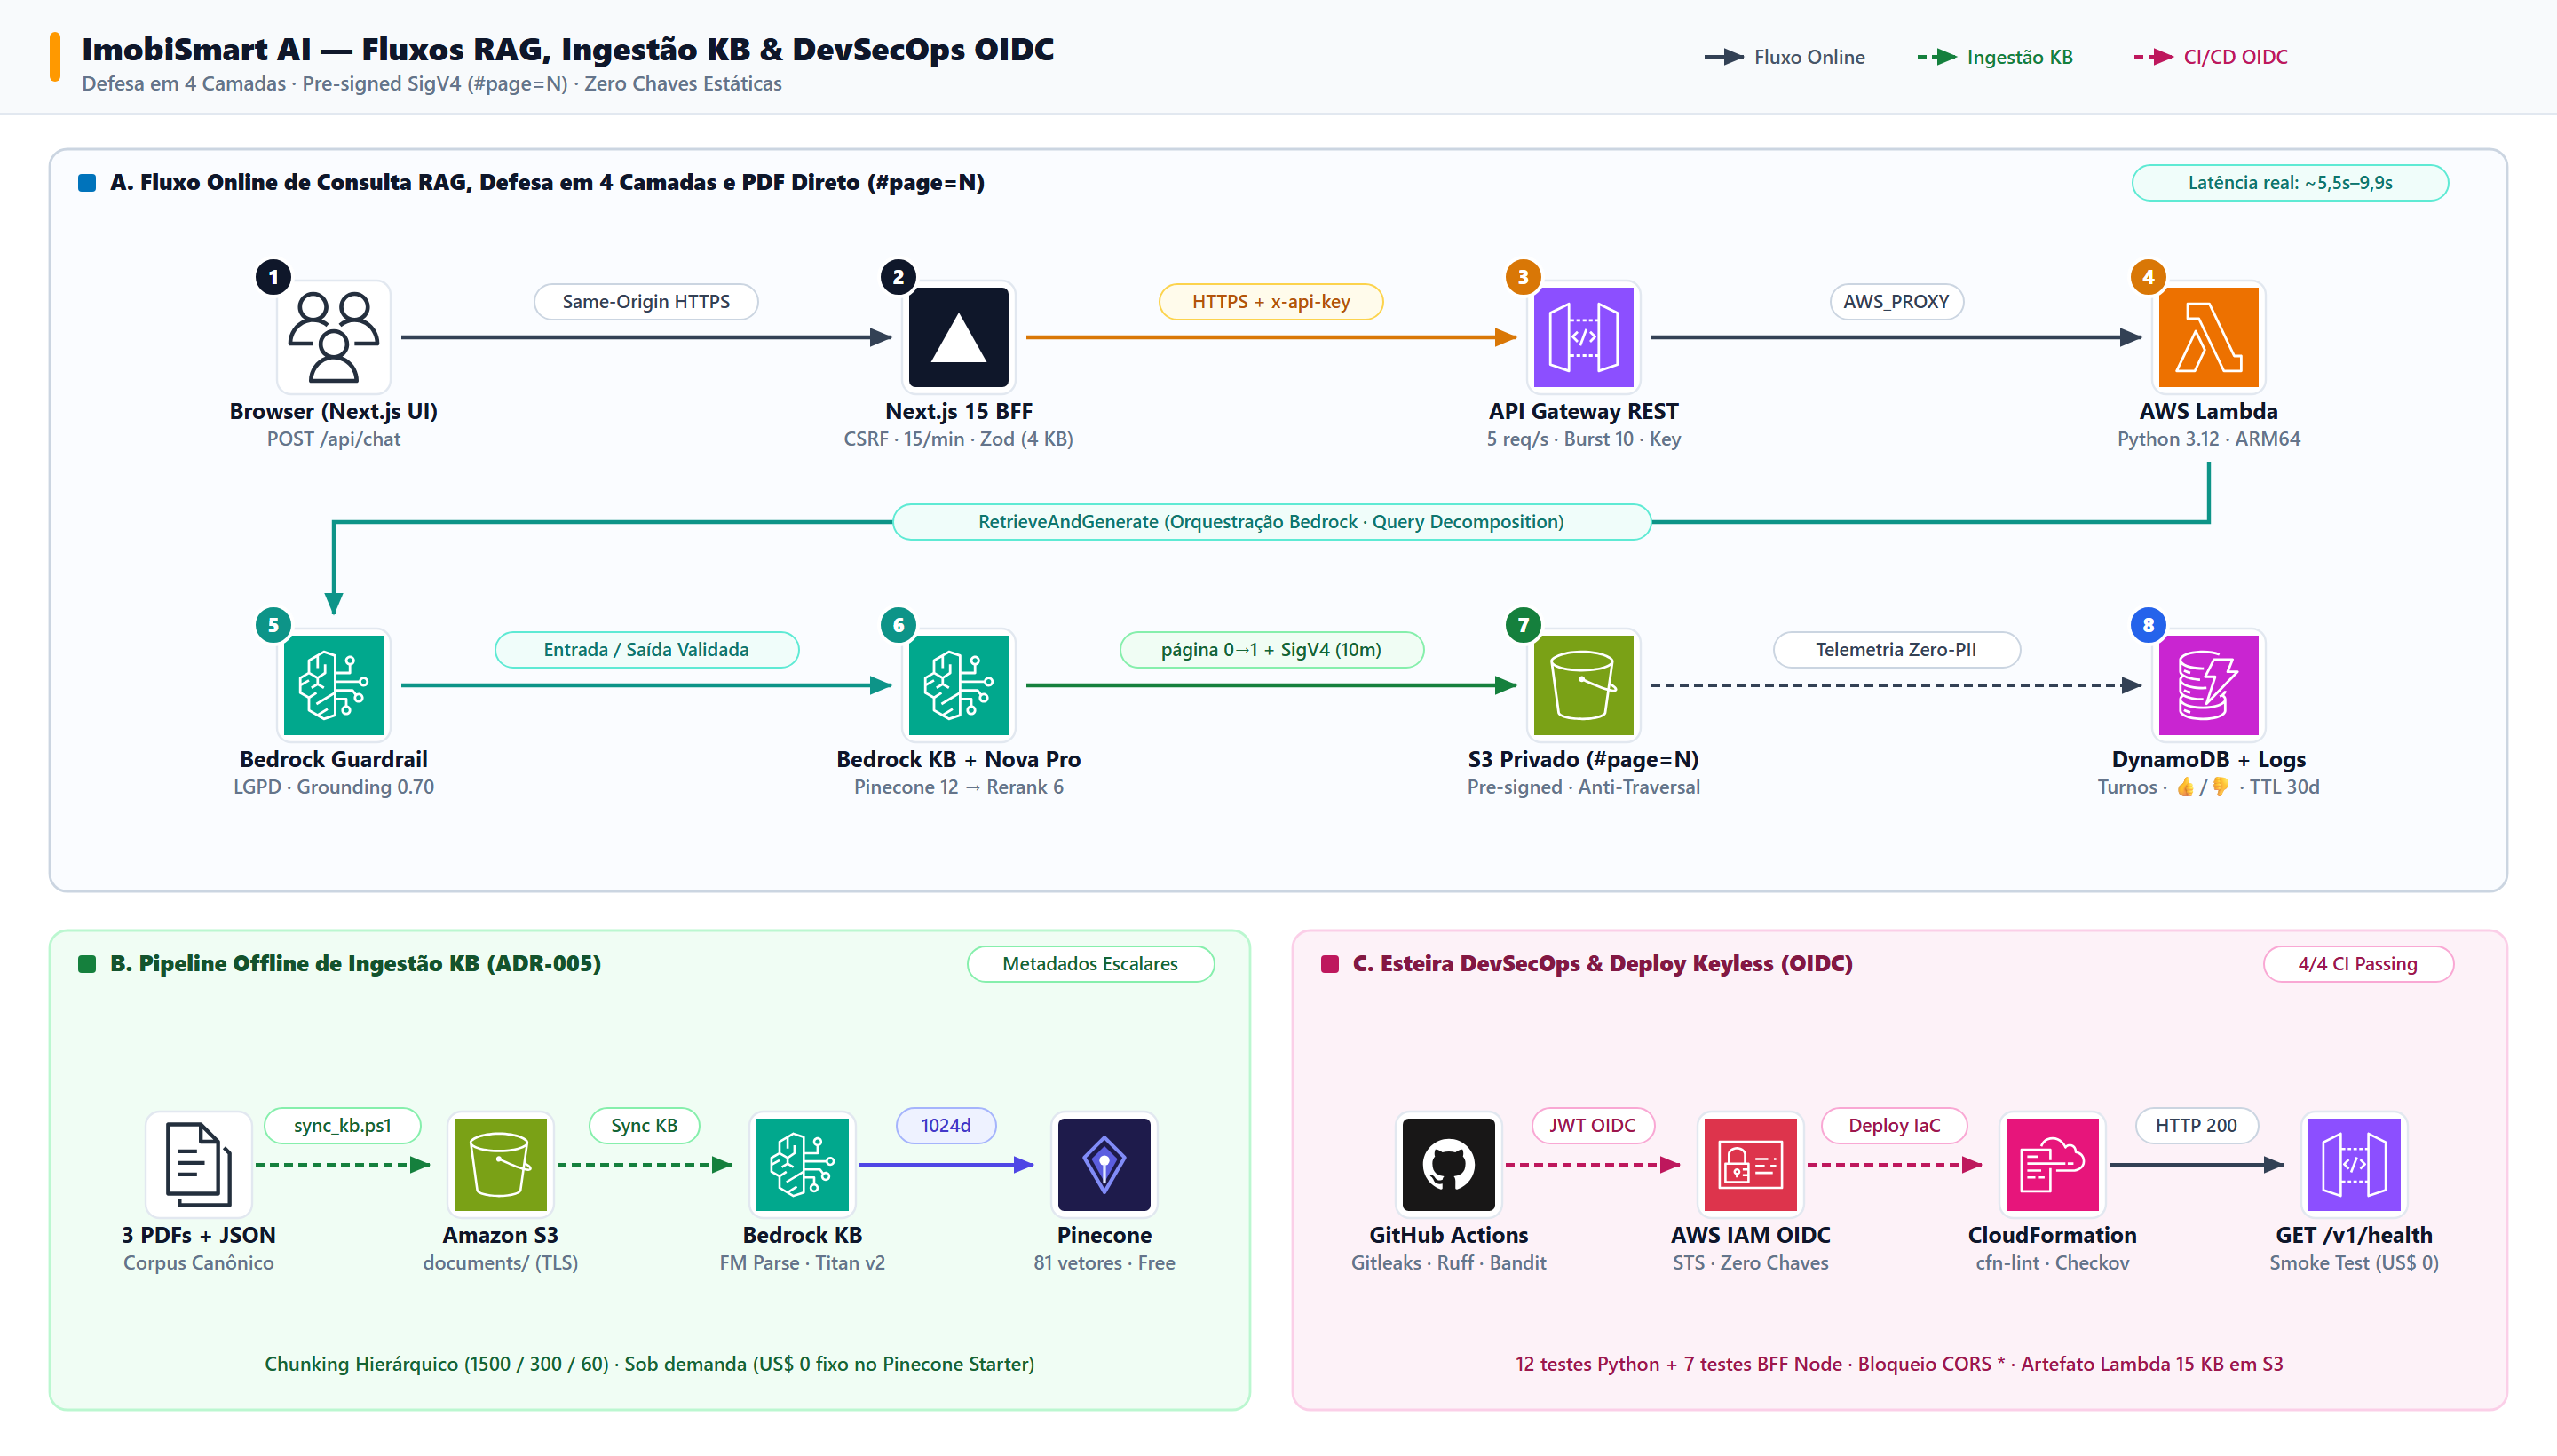 ImobiSmart AI — Fluxos RAG, Ingestão KB & DevSecOps OIDC
Defesa em 4 Camadas · Pre-signed SigV4 (#page=N) · Zero Chaves Estáticas
Fluxo Online
Ingestão KB
CI/CD OIDC
A. Fluxo Online de Consulta RAG, Defesa em 4 Camadas e PDF Direto (#page=N)
Latência real: ~5,5s–9,9s
1
Same-Origin HTTPS
2
HTTPS + x-api-key
3
AWS_PROXY
4
Browser (Next.js UI)
POST /api/chat
Next.js 15 BFF
CSRF · 15/min · Zod (4 KB)
API Gateway REST
5 req/s · Burst 10 · Key
AWS Lambda
Python 3.12 · ARM64
RetrieveAndGenerate (Orquestração Bedrock · Query Decomposition)
5
Entrada / Saída Validada
6
página 0→1 + SigV4 (10m)
7
Telemetria Zero-PII
8
Bedrock Guardrail
LGPD · Grounding 0.70
Bedrock KB + Nova Pro
Pinecone 12 → Rerank 6
S3 Privado (#page=N)
Pre-signed · Anti-Traversal
DynamoDB + Logs
Turnos · 👍/👎 · TTL 30d
B. Pipeline Offline de Ingestão KB (ADR-005)
Metadados Escalares
sync_kb.ps1
Sync KB
1024d
3 PDFs + JSON
Corpus Canônico
Amazon S3
documents/ (TLS)
Bedrock KB
FM Parse · Titan v2
Pinecone
81 vetores · Free
Chunking Hierárquico (1500 / 300 / 60) · Sob demanda (US$ 0 fixo no Pinecone Starter)
C. Esteira DevSecOps & Deploy Keyless (OIDC)
4/4 CI Passing
JWT OIDC
Deploy IaC
HTTP 200
GitHub Actions
Gitleaks · Ruff · Bandit
AWS IAM OIDC
STS · Zero Chaves
CloudFormation
cfn-lint · Checkov
GET /v1/health
Smoke Test (US$ 0)
12 testes Python + 7 testes BFF Node · Bloqueio CORS * · Artefato Lambda 15 KB em S3